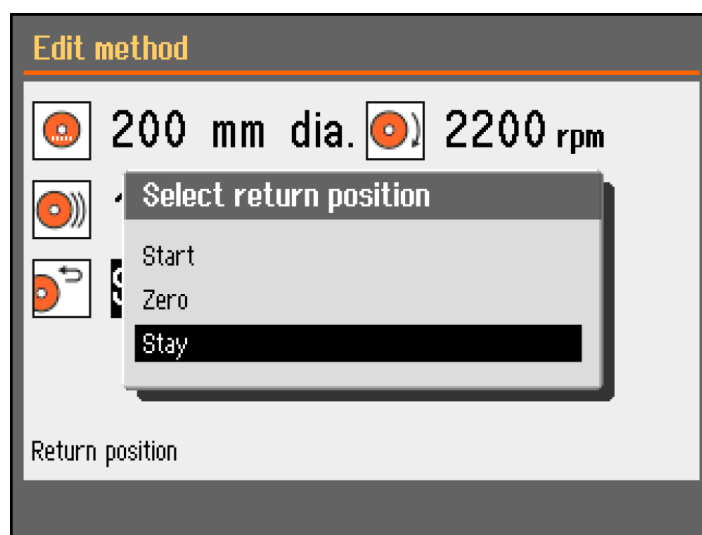 Edit method
200 mm dia. 2200 rpm
Select return position
Start
Zero
Stay
Return position